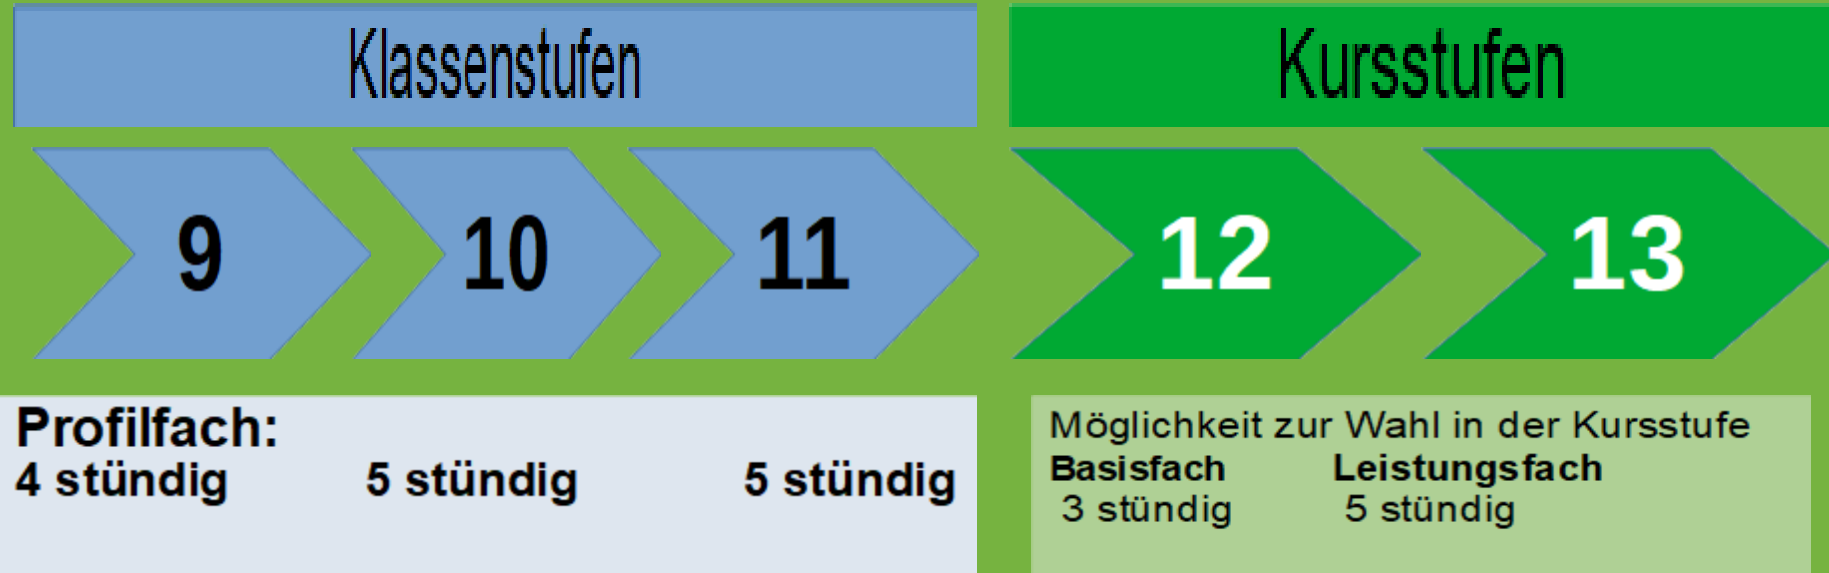 Klassenstufen
Kursstufen
9 10 11 12 13
Profilfach:
4 stündig 5 stündig 5 stündig
Möglichkeit zur Wahl in der Kursstufe
Basisfach Leistungsfach
3 stündig 5 stündig